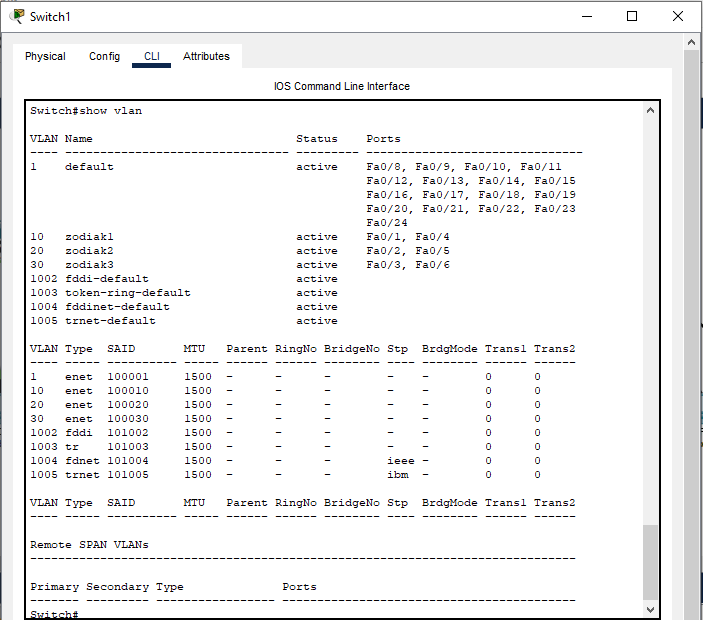 Switch1
Physical Config CLI Attributes
IOS Command Line Interface
Switch#show vlan
VLAN Name                             Status    Ports
---- -------------------------------- --------- -------------------------------
1    default                          active    Fa0/8, Fa0/9, Fa0/10, Fa0/11
                                                Fa0/12, Fa0/13, Fa0/14, Fa0/15
                                                Fa0/16, Fa0/17, Fa0/18, Fa0/19
                                                Fa0/20, Fa0/21, Fa0/22, Fa0/23
                                                Fa0/24
10   zodiak1                          active    Fa0/1, Fa0/4
20   zodiak2                          active    Fa0/2, Fa0/5
30   zodiak3                          active    Fa0/3, Fa0/6
1002 fddi-default                     active
1003 token-ring-default               active
1004 fddinet-default                  active
1005 trnet-default                    active
VLAN Type  SAID       MTU   Parent RingNo BridgeNo Stp  BrdgMode Trans1 Trans2
---- ----- ---------- ----- ------ ------ -------- ---- -------- ------ ------
1    enet  100001     1500  -      -      -        -    -        0      0
10   enet  100010     1500  -      -      -        -    -        0      0
20   enet  100020     1500  -      -      -        -    -        0      0
30   enet  100030     1500  -      -      -        -    -        0      0
1002 fddi  101002     1500  -      -      -        -    -        0      0
1003 tr    101003     1500  -      -      -        -    -        0      0
1004 fdnet 101004     1500  -      -      -        ieee -        0      0
1005 trnet 101005     1500  -      -      -        ibm  -        0      0
VLAN Type  SAID       MTU   Parent RingNo BridgeNo Stp  BrdgMode Trans1 Trans2
---- ----- ---------- ----- ------ ------ -------- ---- -------- ------ ------
Remote SPAN VLANs
------------------------------------------------------------------------------
Primary Secondary Type              Ports
------- --------- ----------------- ------------------------------------------
Switch#